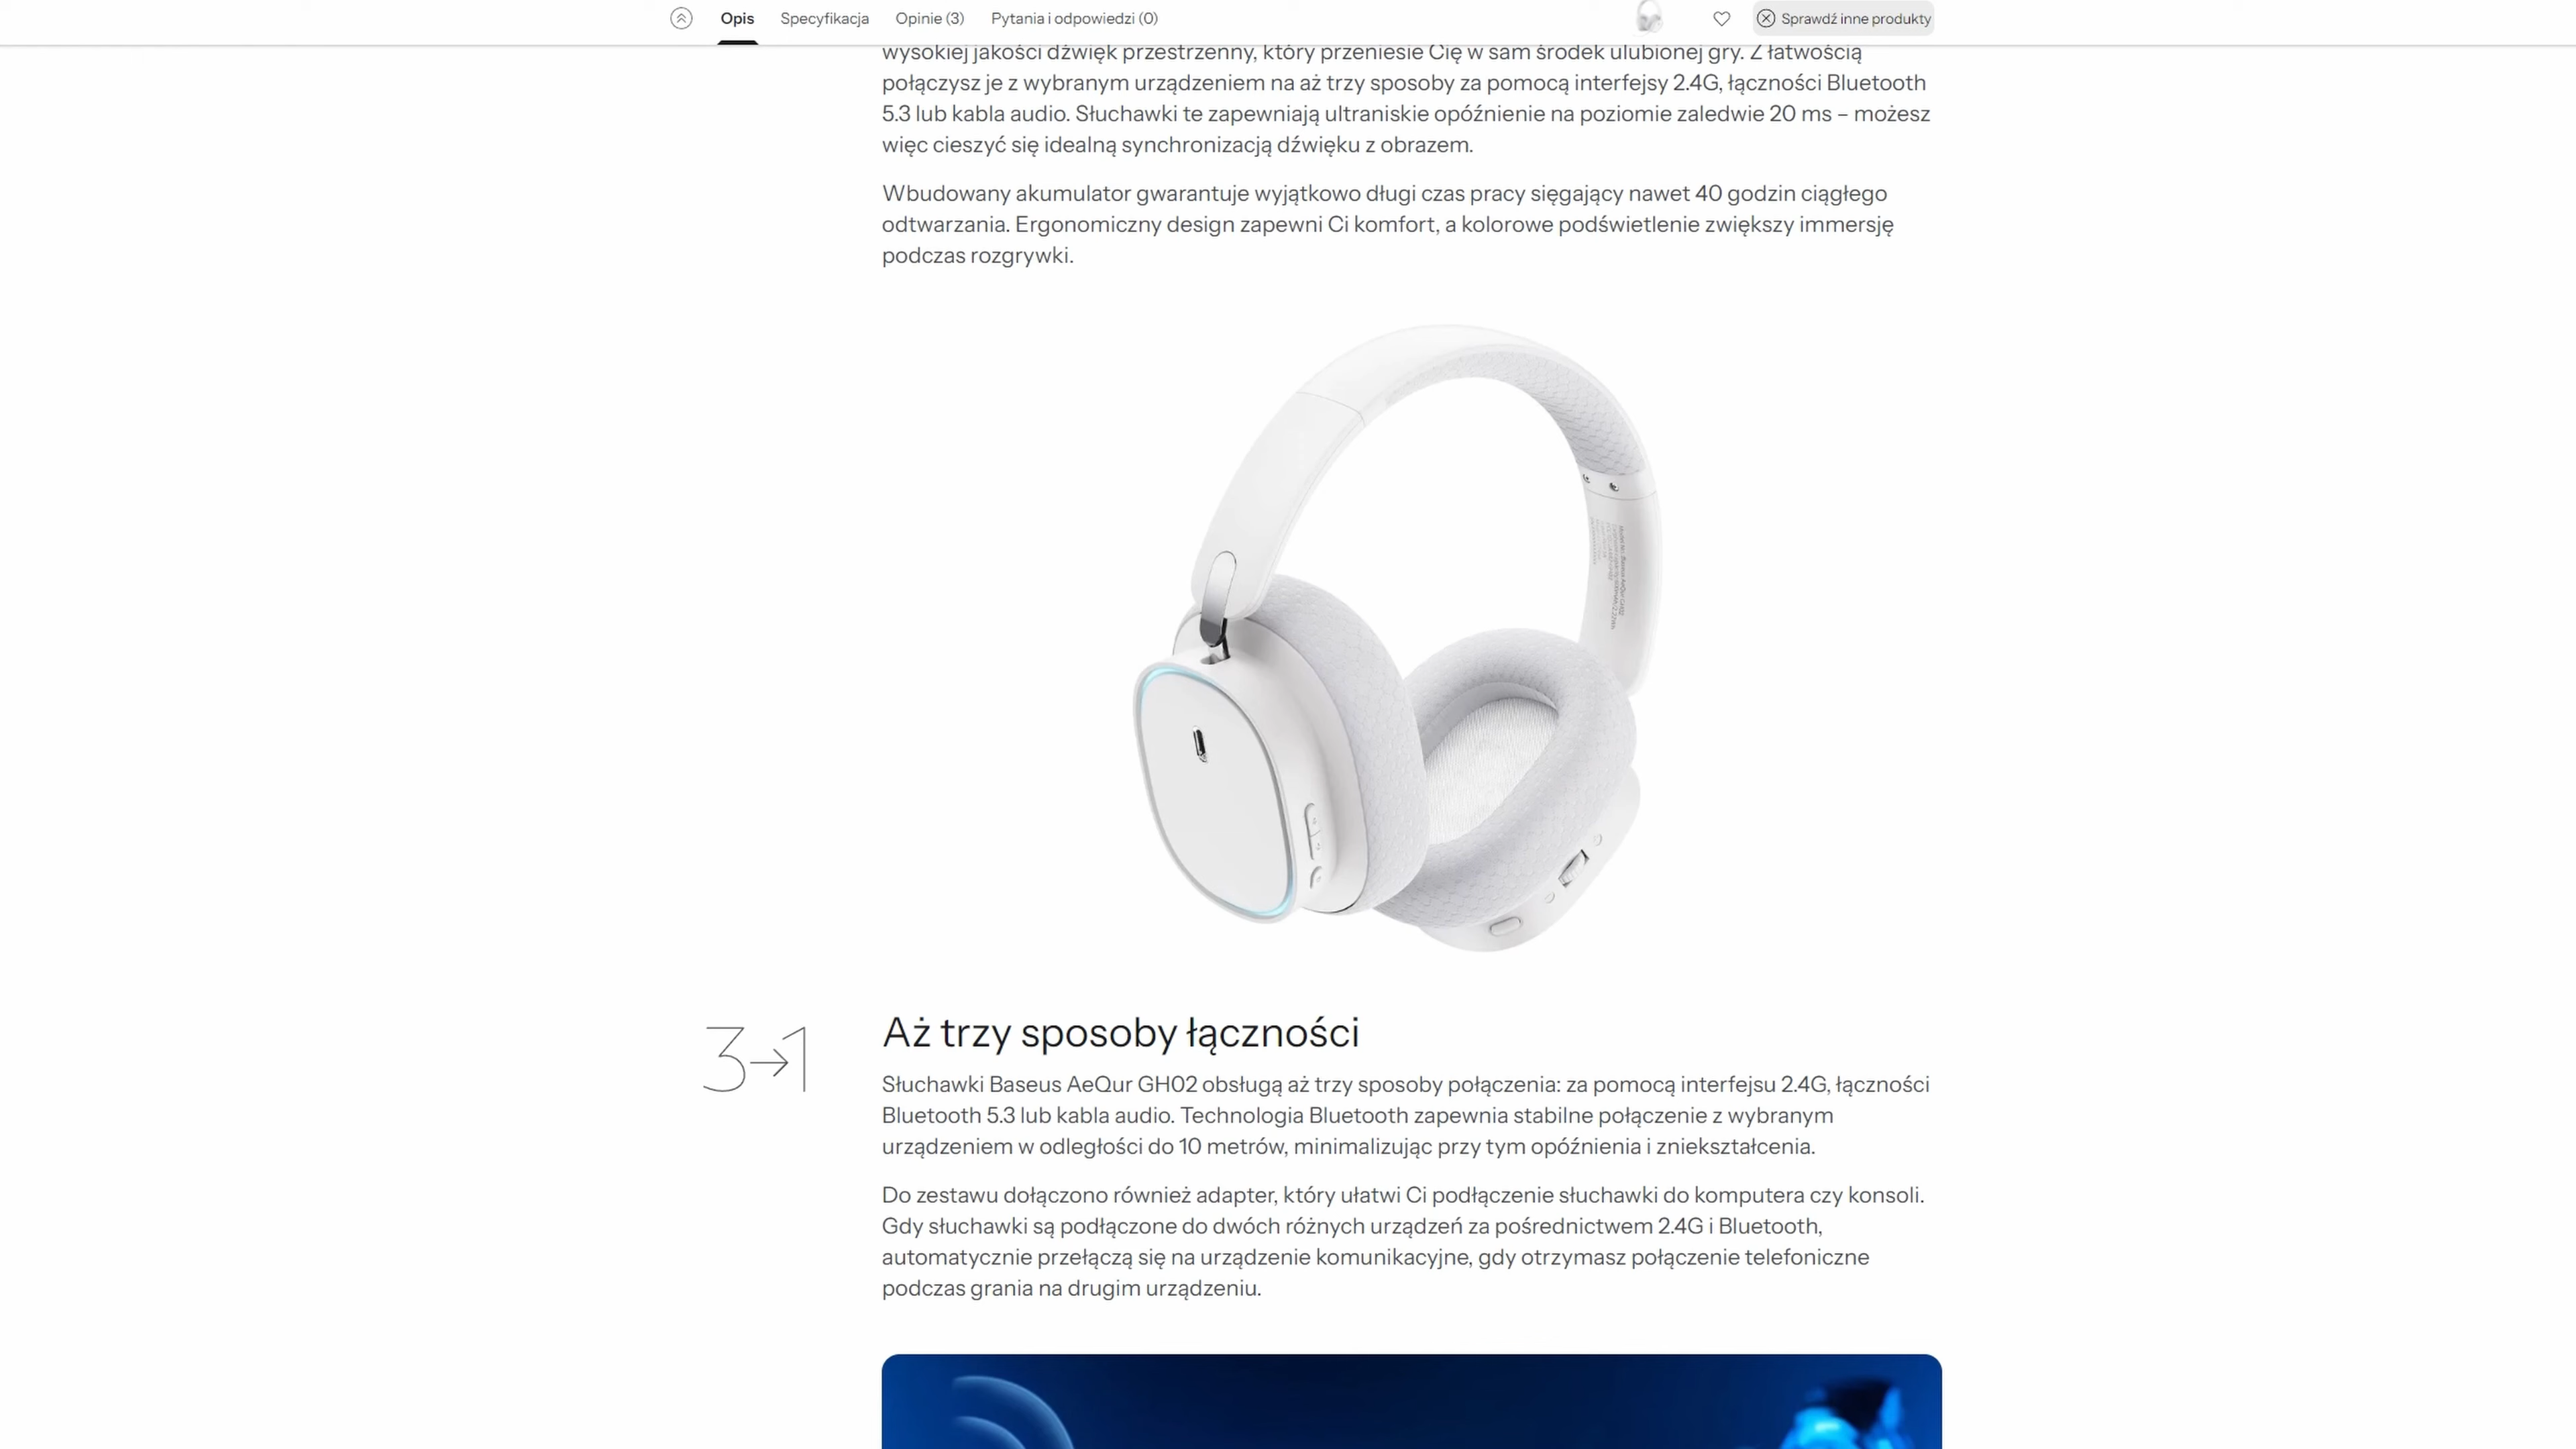 Opis
Specyfikacja
Opinie (3)
Pytania i odpowiedzi (0)
Sprawdź inne produkty
wysokiej jakości dźwięk przestrzenny, który przeniesie Cię w sam środek ulubionej gry. Z łatwością
połączysz je z wybranym urządzeniem na aż trzy sposoby za pomocą interfejsy 2.4G, łączności Bluetooth
5.3 lub kabla audio. Słuchawki te zapewniają ultraniskie opóźnienie na poziomie zaledwie 20 ms – możesz
więc cieszyć się idealną synchronizacją dźwięku z obrazem.
Wbudowany akumulator gwarantuje wyjątkowo długi czas pracy sięgający nawet 40 godzin ciągłego
odtwarzania. Ergonomiczny design zapewni Ci komfort, a kolorowe podświetlenie zwiększy immersję
podczas rozgrywki.
3→1
Aż trzy sposoby łączności
Słuchawki Baseus AeQur GH02 obsługą aż trzy sposoby połączenia: za pomocą interfejsu 2.4G, łączności
Bluetooth 5.3 lub kabla audio. Technologia Bluetooth zapewnia stabilne połączenie z wybranym
urządzeniem w odległości do 10 metrów, minimalizując przy tym opóźnienia i zniekształcenia.
Do zestawu dołączono również adapter, który ułatwi Ci podłączenie słuchawki do komputera czy konsoli.
Gdy słuchawki są podłączone do dwóch różnych urządzeń za pośrednictwem 2.4G i Bluetooth,
automatycznie przełączą się na urządzenie komunikacyjne, gdy otrzymasz połączenie telefoniczne
podczas grania na drugim urządzeniu.